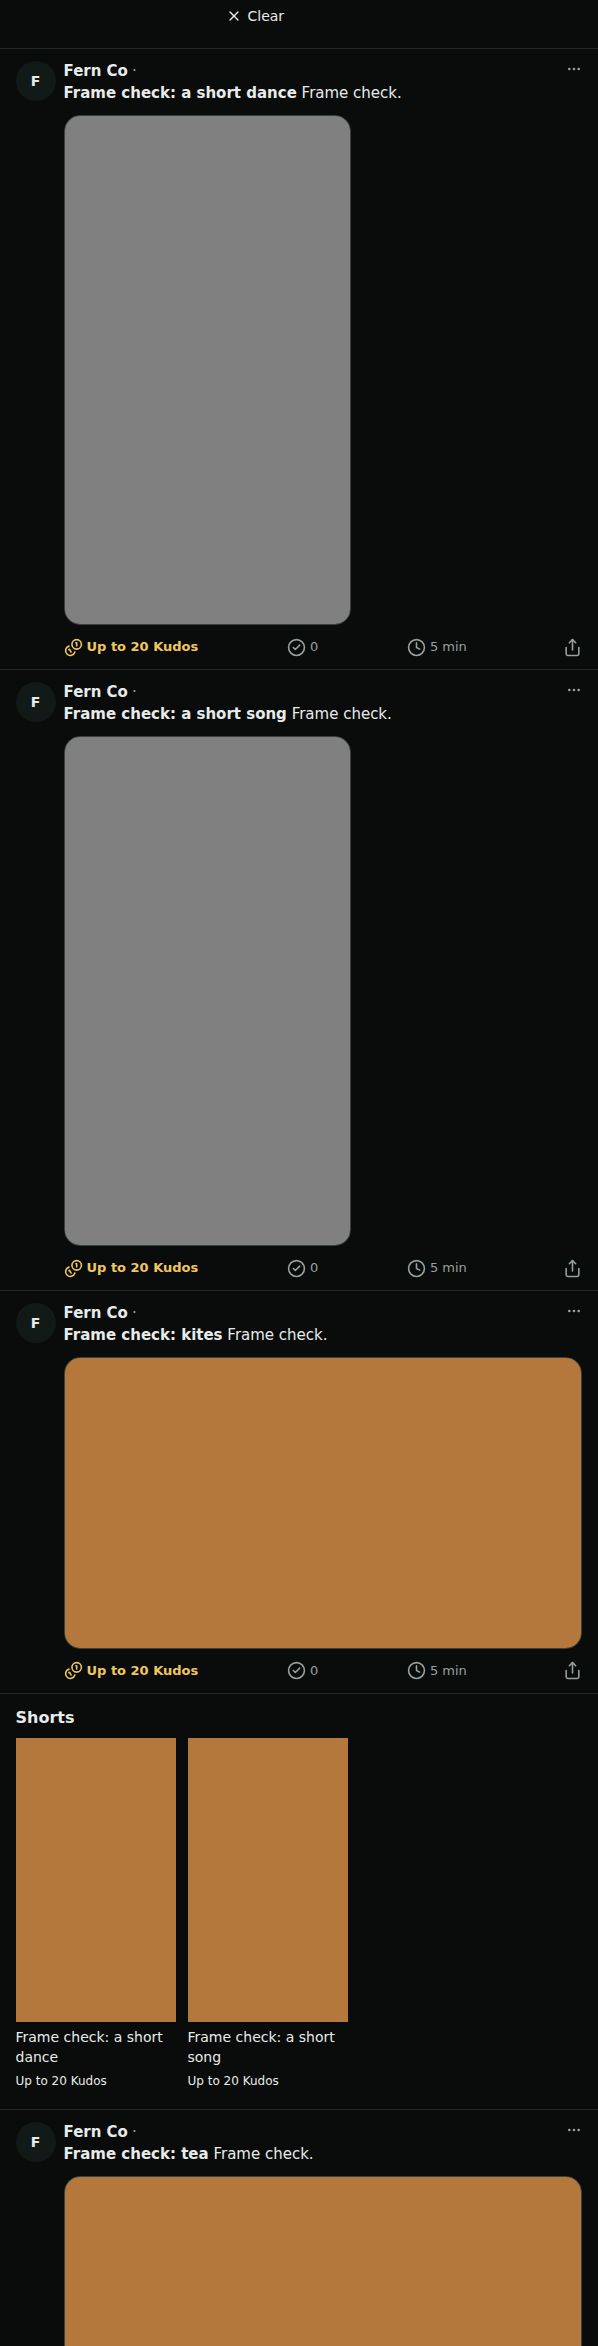 Clear
F
Fern Co ·
Frame check: a short dance Frame check.
Up to 20 Kudos
0
5 min
F
Fern Co ·
Frame check: a short song Frame check.
Up to 20 Kudos
0
5 min
F
Fern Co ·
Frame check: kites Frame check.
Up to 20 Kudos
0
5 min
Shorts
Frame check: a short
dance
Up to 20 Kudos
Frame check: a short
song
Up to 20 Kudos
F
Fern Co ·
Frame check: tea Frame check.